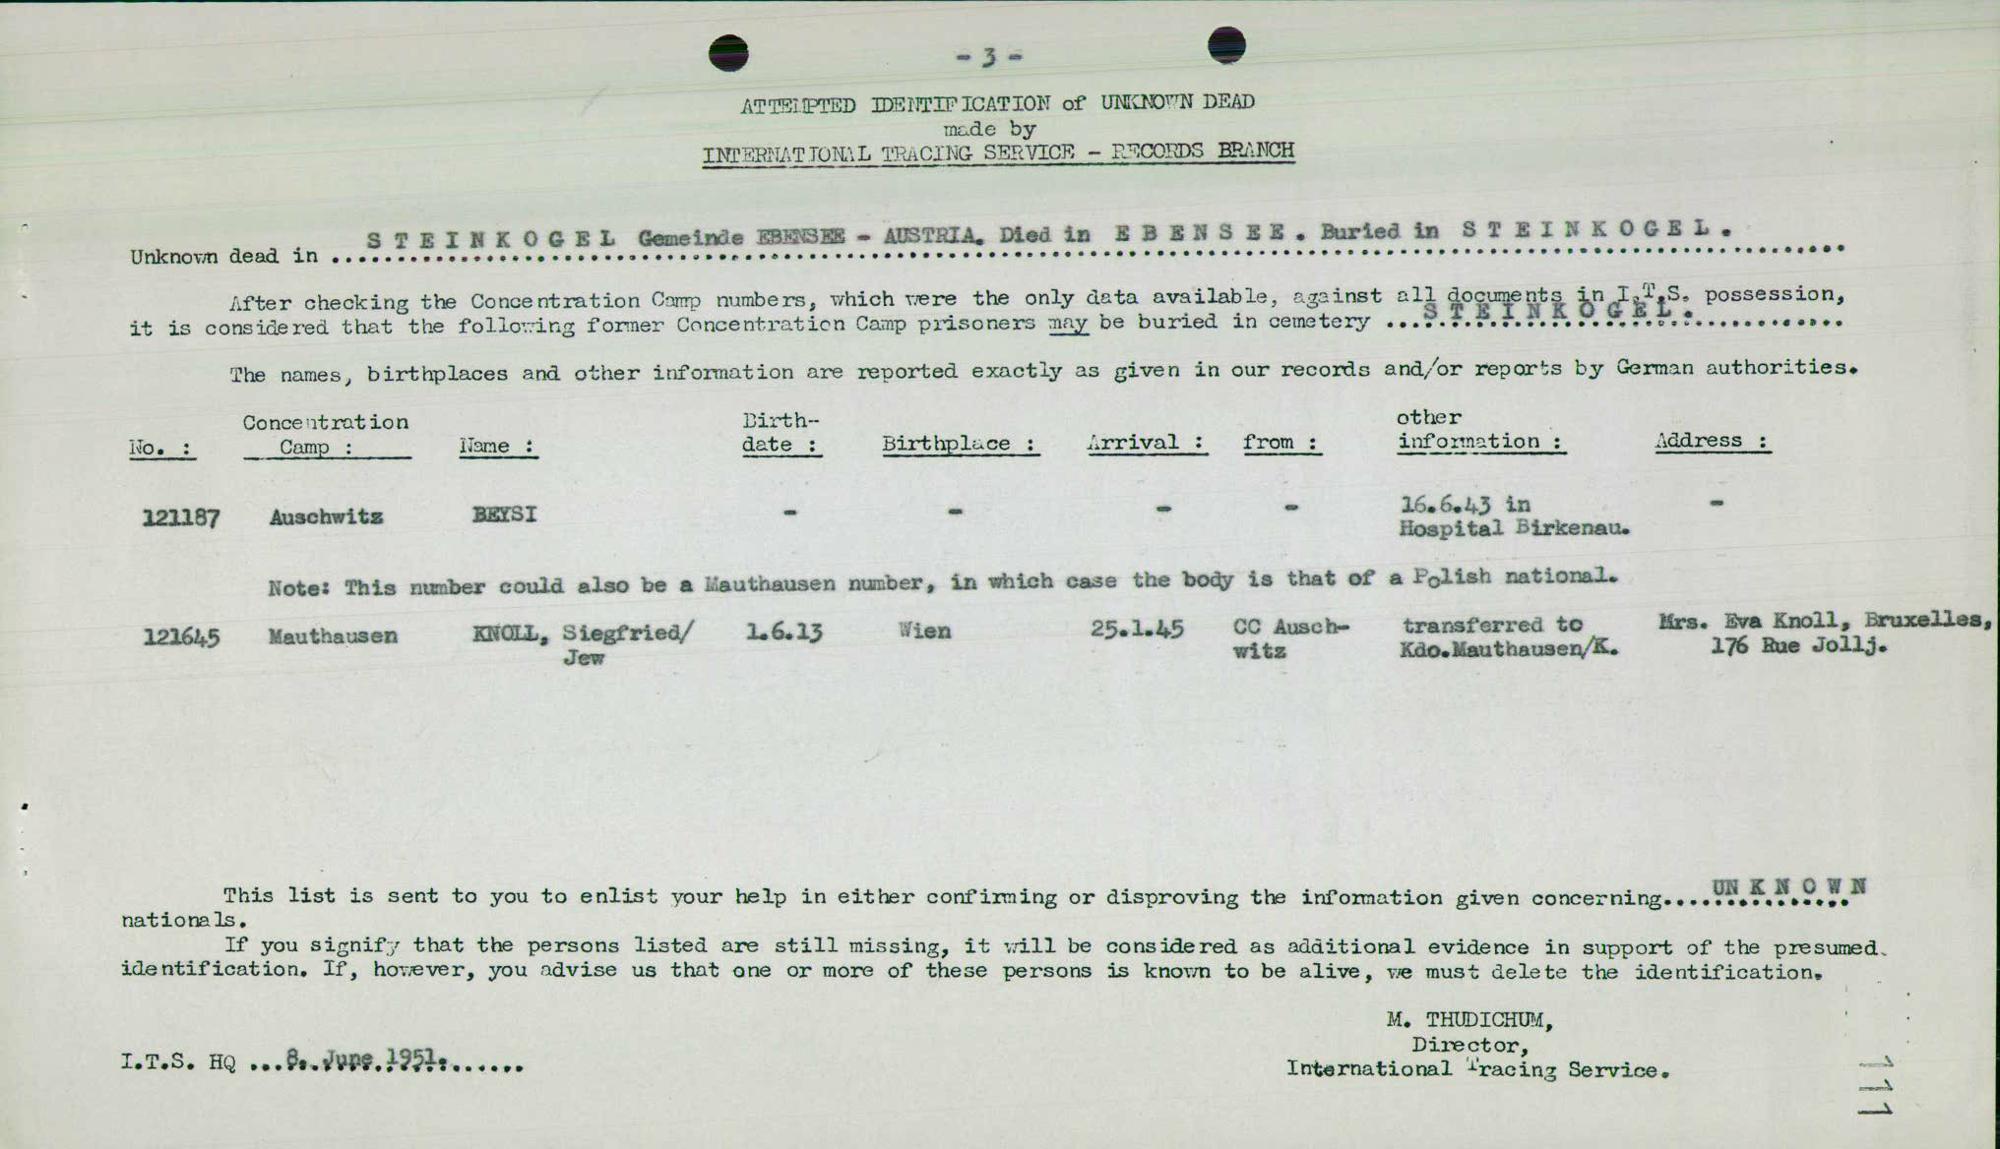 - 3 -
ATTEMPTED IDENTIFICATION of UNKNOWN DEAD
made by
INTERNATIONAL TRACING SERVICE - RECORDS BRANCH
Unknown dead in ... STEINKOGEL Gemeinde EBENSEE - AUSTRIA. Died in EBENSEE. Buried in STEINKOGEL.
After checking the Concentration Camp numbers, which were the only data available, against all documents in I.T.S. possession,
it is considered that the following former Concentration Camp prisoners may be buried in cemetery ... STEINKOGEL.
The names, birthplaces and other information are reported exactly as given in our records and/or reports by German authorities.
No. : Concentration Camp : Name : Birth-date : Birthplace : Arrival : from : other information : Address :
121187 Auschwitz BEYSI - - - - 16.6.43 in -
Hospital Birkenau.
Note: This number could also be a Mauthausen number, in which case the body is that of a Polish national.
121645 Mauthausen KNOLL, Siegfried/ 1.6.13 Wien 25.1.45 CC Ausch- transferred to Mrs. Eva Knoll, Bruxelles,
Jew witz Kdo.Mauthausen/K. 176 Rue Jollj.
This list is sent to you to enlist your help in either confirming or disproving the information given concerning... UNKNOWN
nationals.
If you signify that the persons listed are still missing, it will be considered as additional evidence in support of the presumed
identification. If, however, you advise us that one or more of these persons is known to be alive, we must delete the identification.
M. THUDICHUM,
Director,
International Tracing Service.
I.T.S. HQ ...8. June 1951.......
111